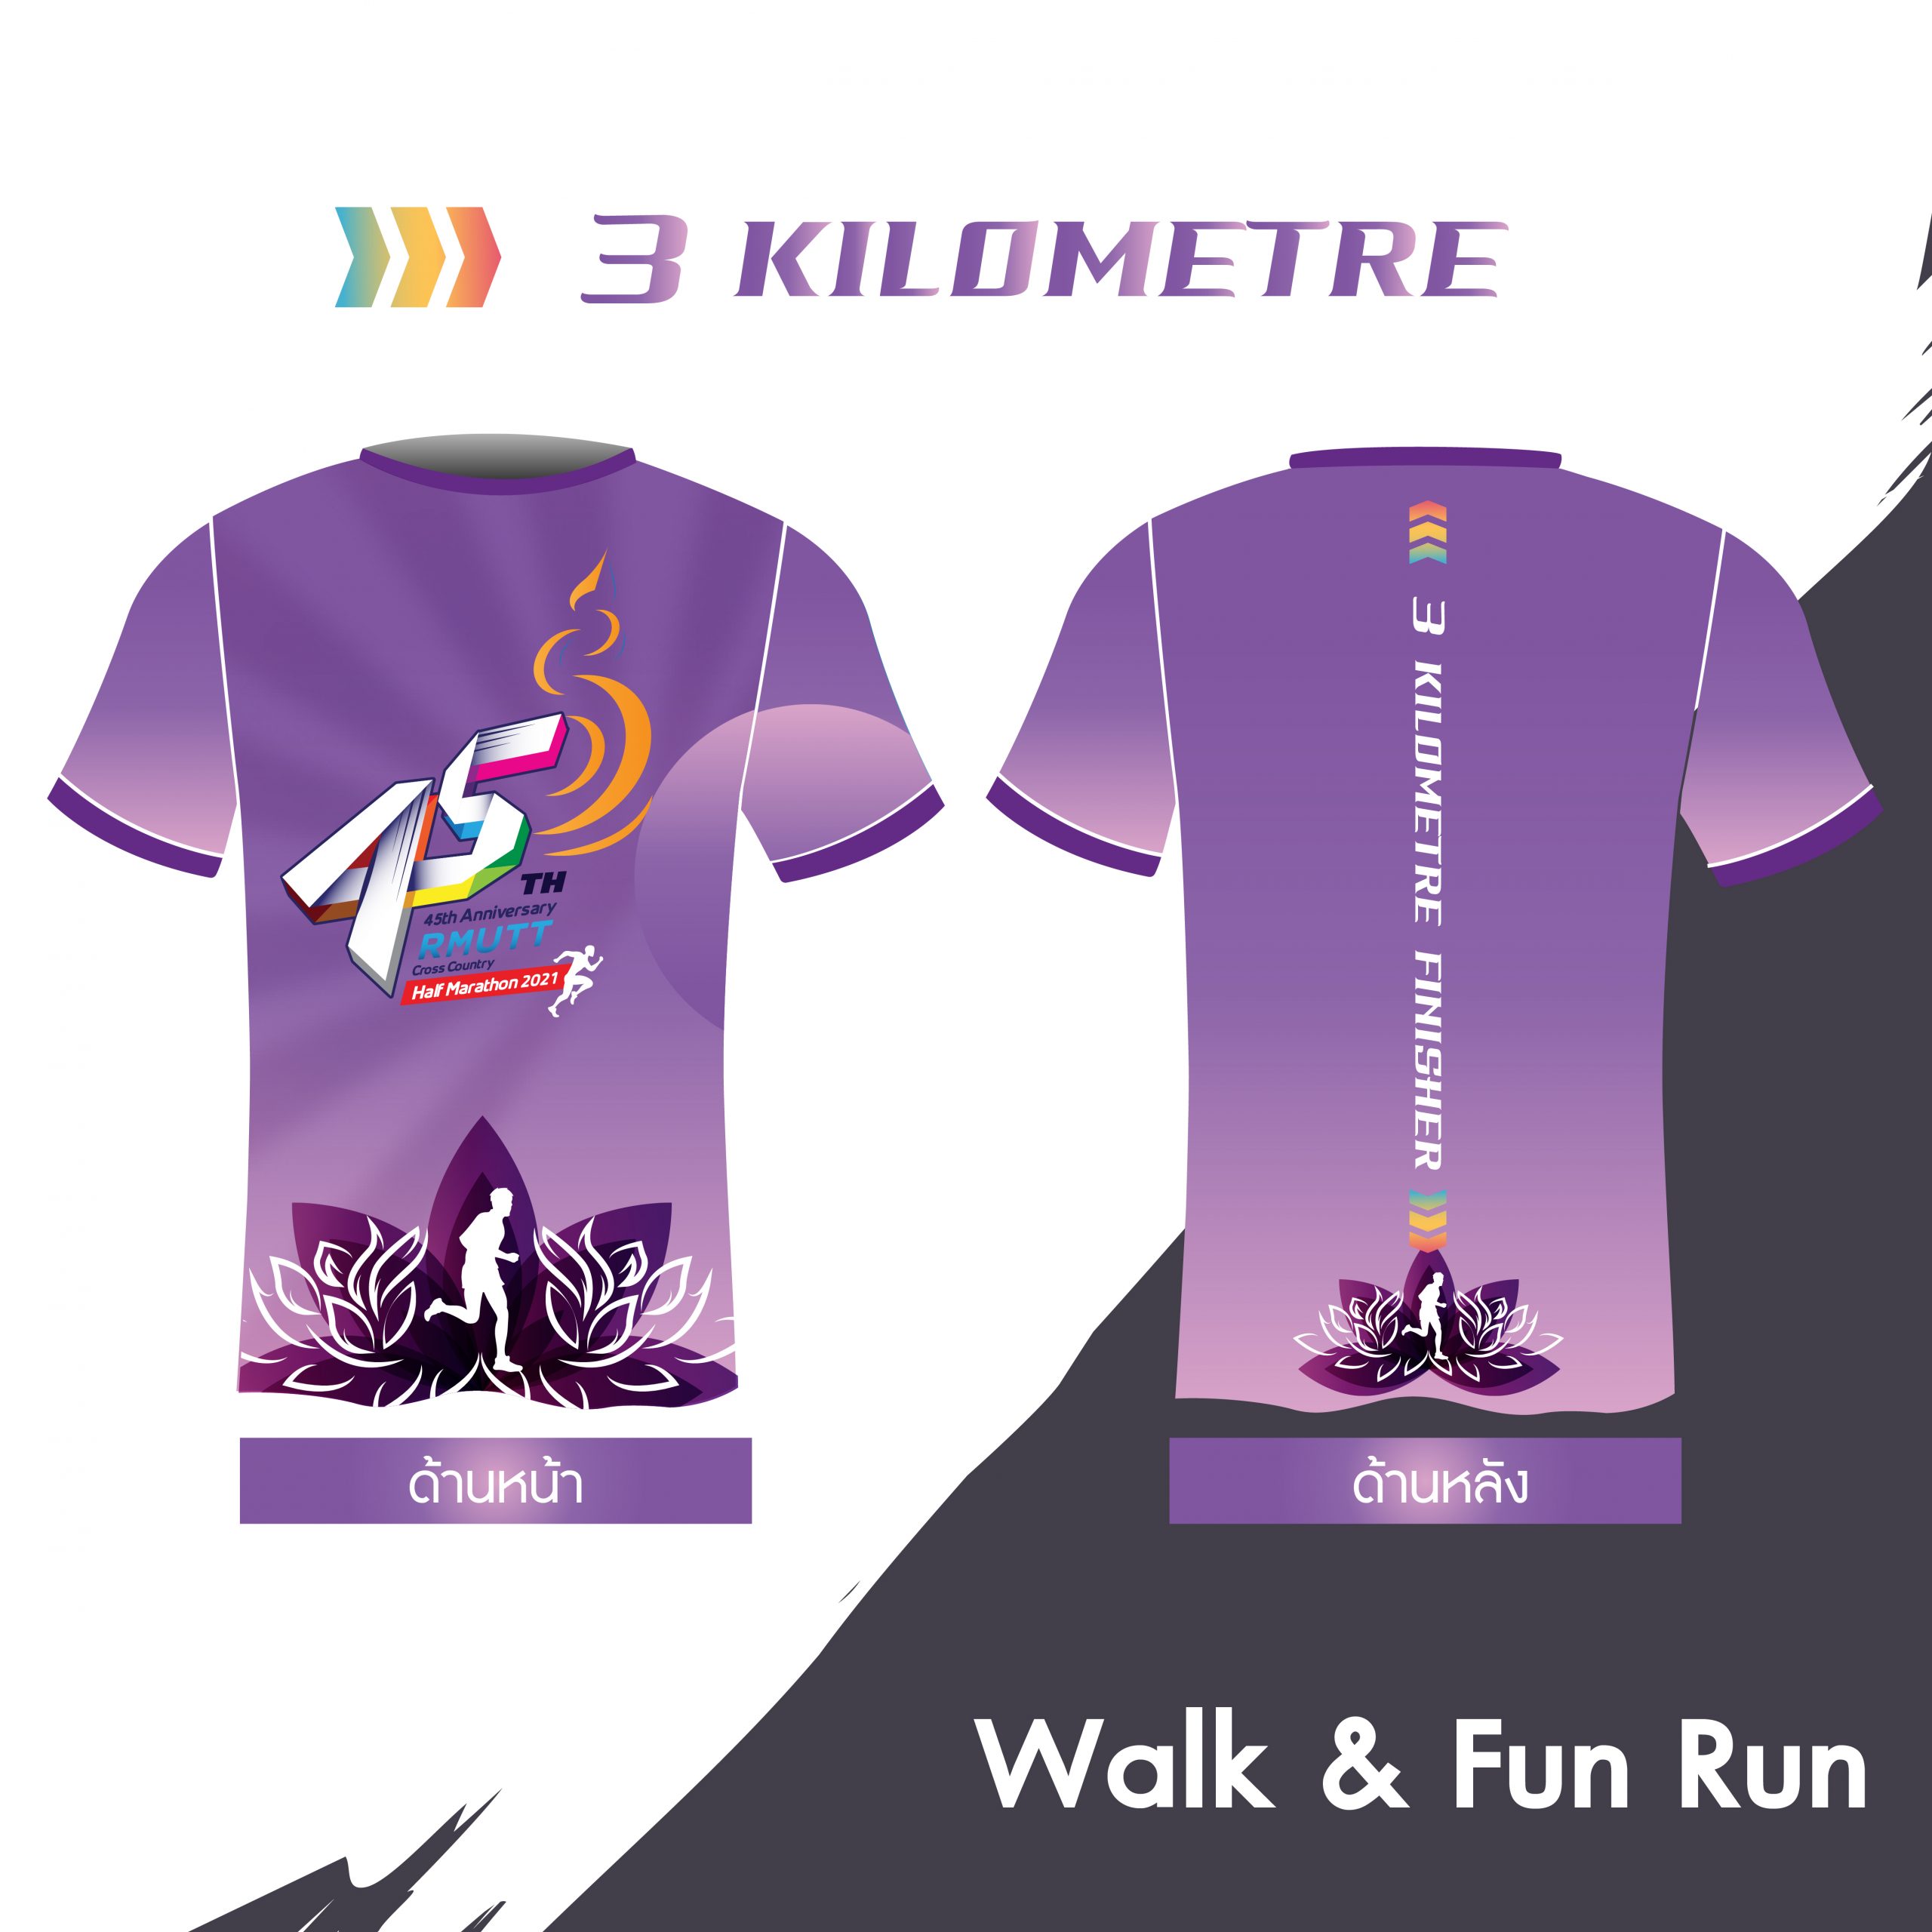 3 KILOMETRE
45
TH
45th Anniversary
RMUTT
Cross Country
Half Marathon 2021
3 KILOMETRE FINISHER
ด้านหน้า
ด้านหลัง
Walk & Fun Run